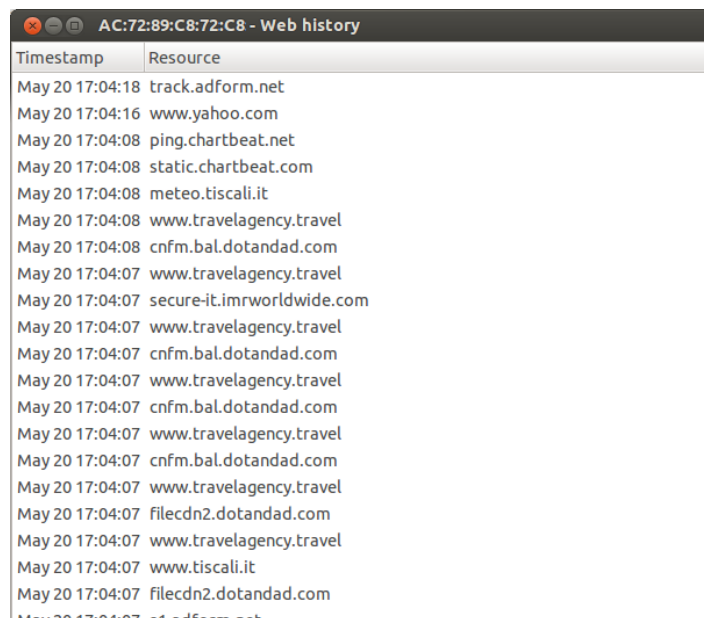 AC:72:89:C8:72:C8 - Web history
Timestamp Resource
May 20 17:04:18 track.adform.net
May 20 17:04:16 www.yahoo.com
May 20 17:04:08 ping.chartbeat.net
May 20 17:04:08 static.chartbeat.com
May 20 17:04:08 meteo.tiscali.it
May 20 17:04:08 www.travelagency.travel
May 20 17:04:08 cnfm.bal.dotandad.com
May 20 17:04:07 www.travelagency.travel
May 20 17:04:07 secure-it.imrworldwide.com
May 20 17:04:07 www.travelagency.travel
May 20 17:04:07 cnfm.bal.dotandad.com
May 20 17:04:07 www.travelagency.travel
May 20 17:04:07 cnfm.bal.dotandad.com
May 20 17:04:07 www.travelagency.travel
May 20 17:04:07 cnfm.bal.dotandad.com
May 20 17:04:07 www.travelagency.travel
May 20 17:04:07 filecdn2.dotandad.com
May 20 17:04:07 www.travelagency.travel
May 20 17:04:07 www.tiscali.it
May 20 17:04:07 filecdn2.dotandad.com
May 20 17:04:07